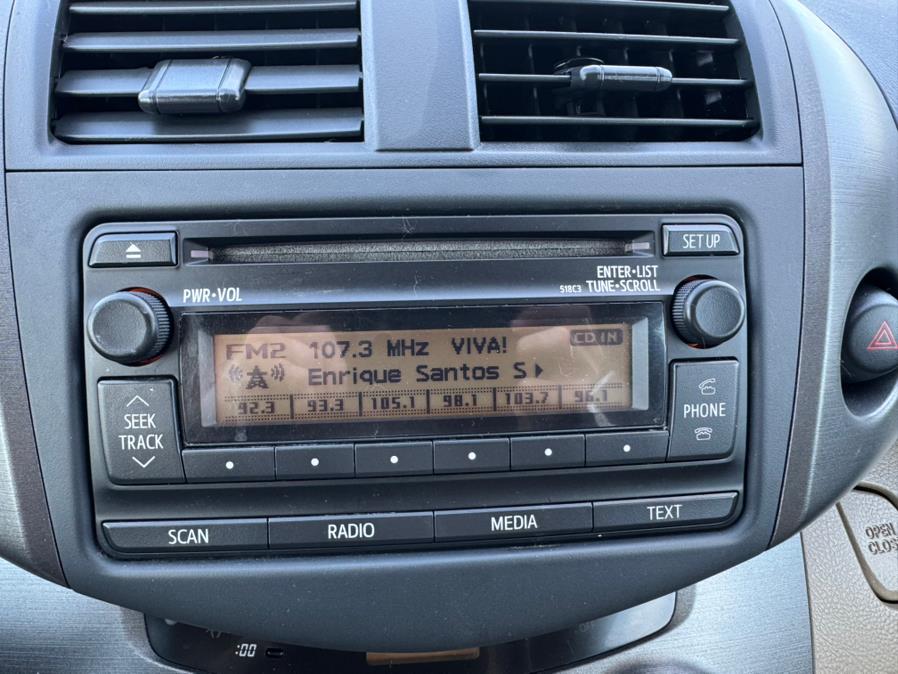 SET UP
PWR•VOL
ENTER•LIST
518C3 TUNE•SCROLL
FM2 107.3 MHz VIVA! CD IN
Enrique Santos S
92.3 93.3 105.1 98.1 103.7 96.1
SEEK
TRACK
PHONE
SCAN RADIO MEDIA TEXT
OPEN
CLOS
:00